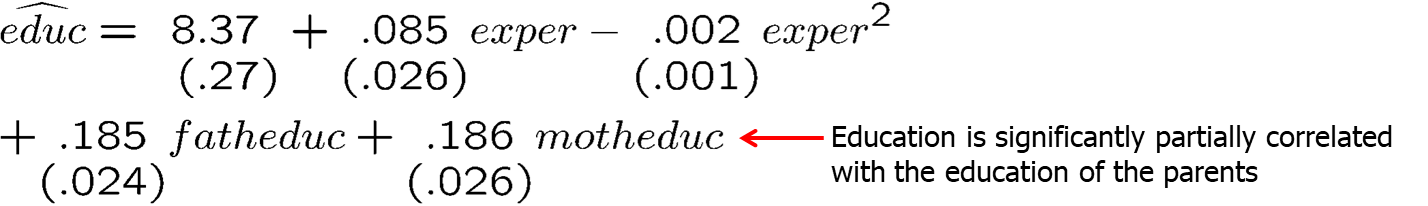 educ^ = 8.37 + .085 exper − .002 exper²
(.27) (.026) (.001)
+ .185 fatheduc + .186 motheduc Education is significantly partially correlated
(.024) (.026) with the education of the parents